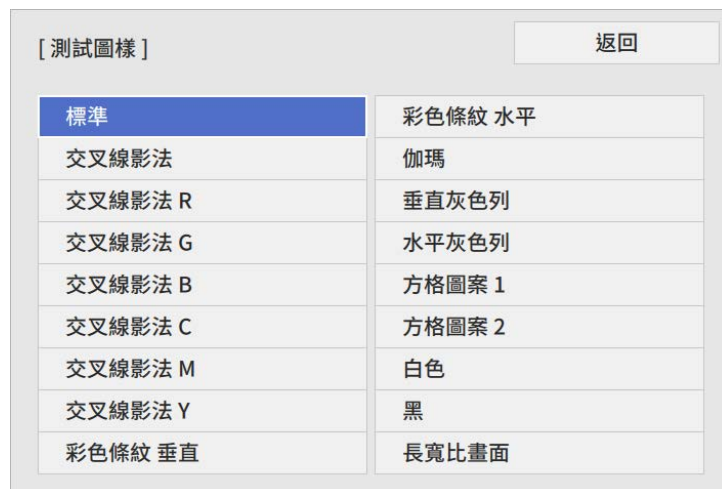 [ 測試圖樣 ]
返回
標準
交叉線影法
交叉線影法 R
交叉線影法 G
交叉線影法 B
交叉線影法 C
交叉線影法 M
交叉線影法 Y
彩色條紋 垂直
彩色條紋 水平
伽瑪
垂直灰色列
水平灰色列
方格圖案 1
方格圖案 2
白色
黑
長寬比畫面